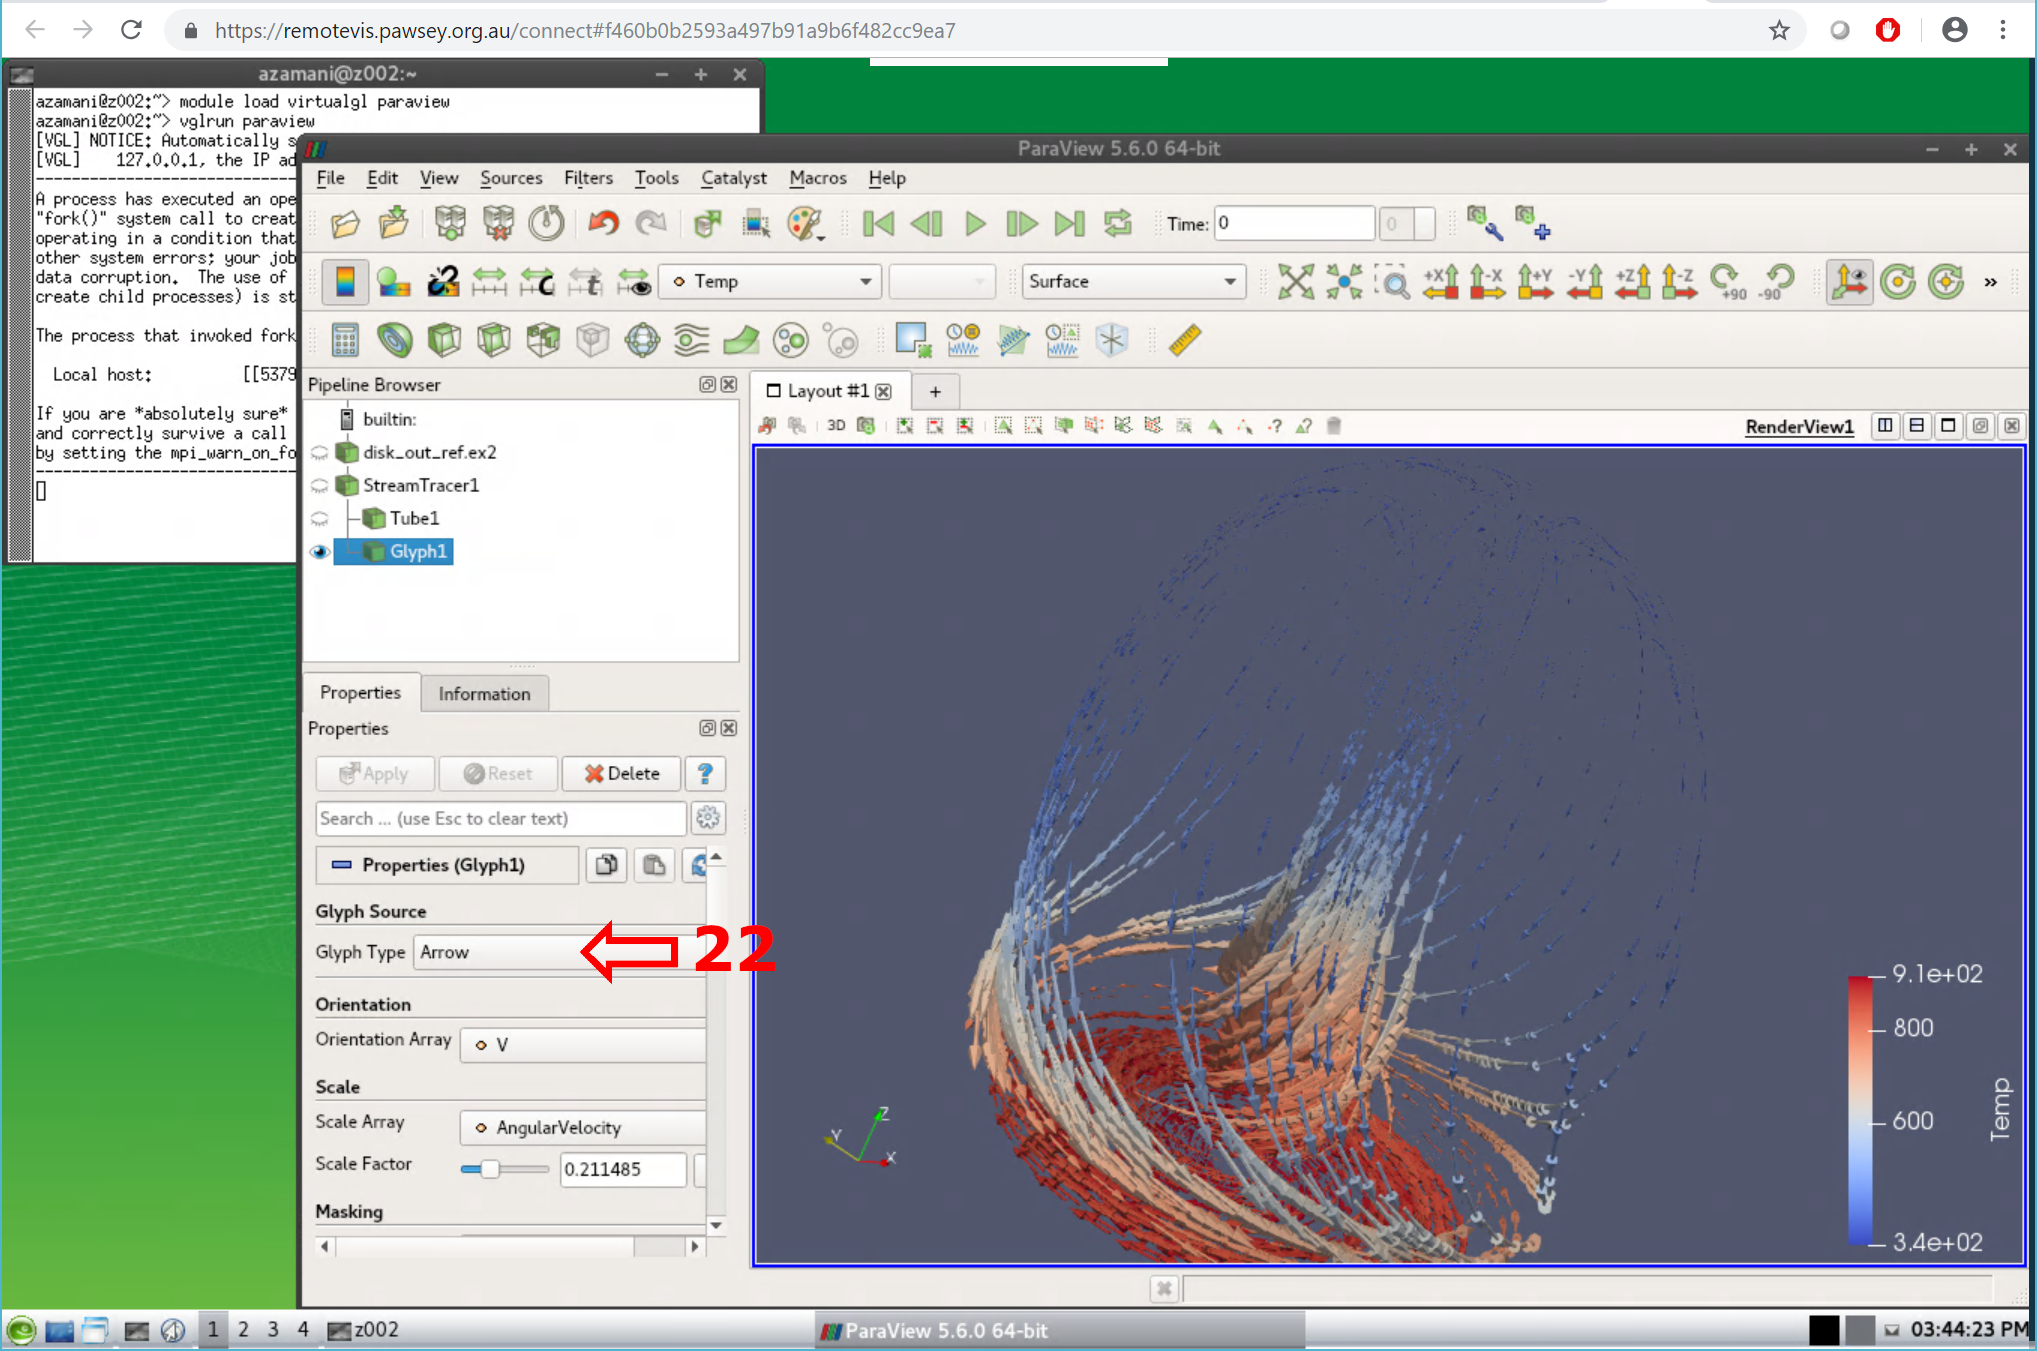 https://remotevis.pawsey.org.au/connect#f460b0b2593a497b91a9b6f482cc9ea7
azamani@z002:~
azamani@z002:~> module load virtualgl paraview
azamani@z002:~> vglrun paraview
[VGL] NOTICE: Automatically s
[VGL] 127.0.0.1, the IP ad
A process has executed an ope
"fork()" system call to creat
operating in a condition that
other system errors; your job
data corruption. The use of
create child processes) is st
The process that invoked fork
Local host: [[5379
If you are *absolutely sure*
and correctly survive a call
by setting the mpi_warn_on_fo
ParaView 5.6.0 64-bit
File Edit View Sources Filters Tools Catalyst Macros Help
Time: 0 0
Temp Surface +X -X +Y -Y +Z -Z +90 -90 »
Pipeline Browser
builtin:
disk_out_ref.ex2
StreamTracer1
Tube1
Glyph1
Layout #1 +
3D RenderView1
Properties Information
Properties
Apply Reset Delete ?
Search ... (use Esc to clear text)
Properties (Glyph1)
Glyph Source
Glyph Type Arrow
22
Orientation
Orientation Array V
Scale
Scale Array AngularVelocity
Scale Factor 0.211485
Masking
Z
Y
X
9.1e+02
800
600
3.4e+02
Temp
1 2 3 4 z002 ParaView 5.6.0 64-bit 03:44:23 PM